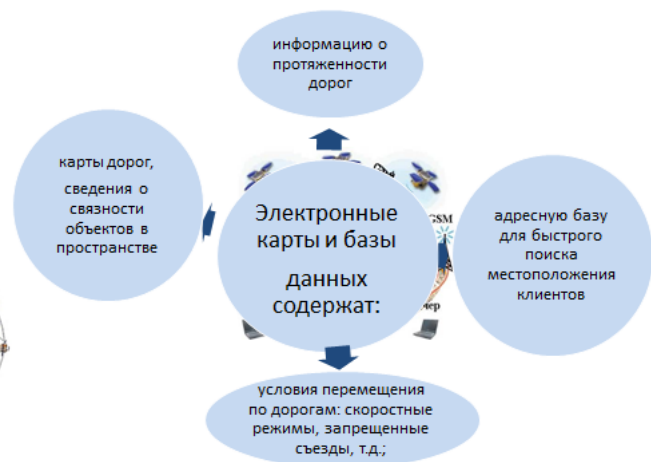 информацию о
протяженности
дорог
карты дорог,
сведения о
связности
объектов в
пространстве
Электронные
карты и базы
данных
содержат:
GSM
адресную базу
для быстрого
поиска
местоположения
клиентов
условия перемещения
по дорогам: скоростные
режимы, запрещенные
съезды, т.д.;